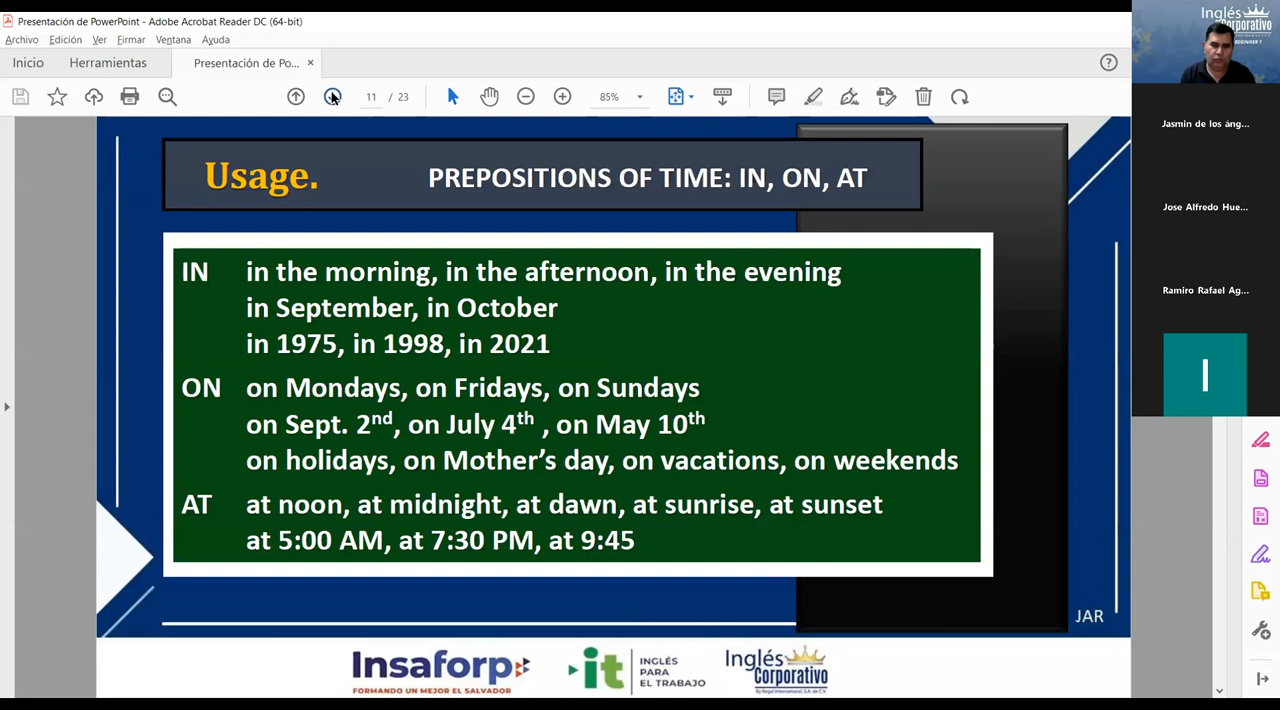 Presentación de PowerPoint - Adobe Acrobat Reader DC (64-bit)
Archivo Edición Ver Firmar Ventana Ayuda
Inicio Herramientas Presentación de Po... ×
11 / 23 85%
Usage. PREPOSITIONS OF TIME: IN, ON, AT
IN in the morning, in the afternoon, in the evening
in September, in October
in 1975, in 1998, in 2021
ON on Mondays, on Fridays, on Sundays
on Sept. 2nd, on July 4th , on May 10th
on holidays, on Mother's day, on vacations, on weekends
AT at noon, at midnight, at dawn, at sunrise, at sunset
at 5:00 AM, at 7:30 PM, at 9:45
JAR
Insaforp
FORMANDO UN MEJOR EL SALVADOR
it
INGLÉS
PARA
EL TRABAJO
Inglés
Corporativo
By Regal International, S.A. de C.V.
Inglés
Corporativo
BEGINNER 1
Jasmin de los áng...
Jose Alfredo Hue...
Ramiro Rafael Ag...
I